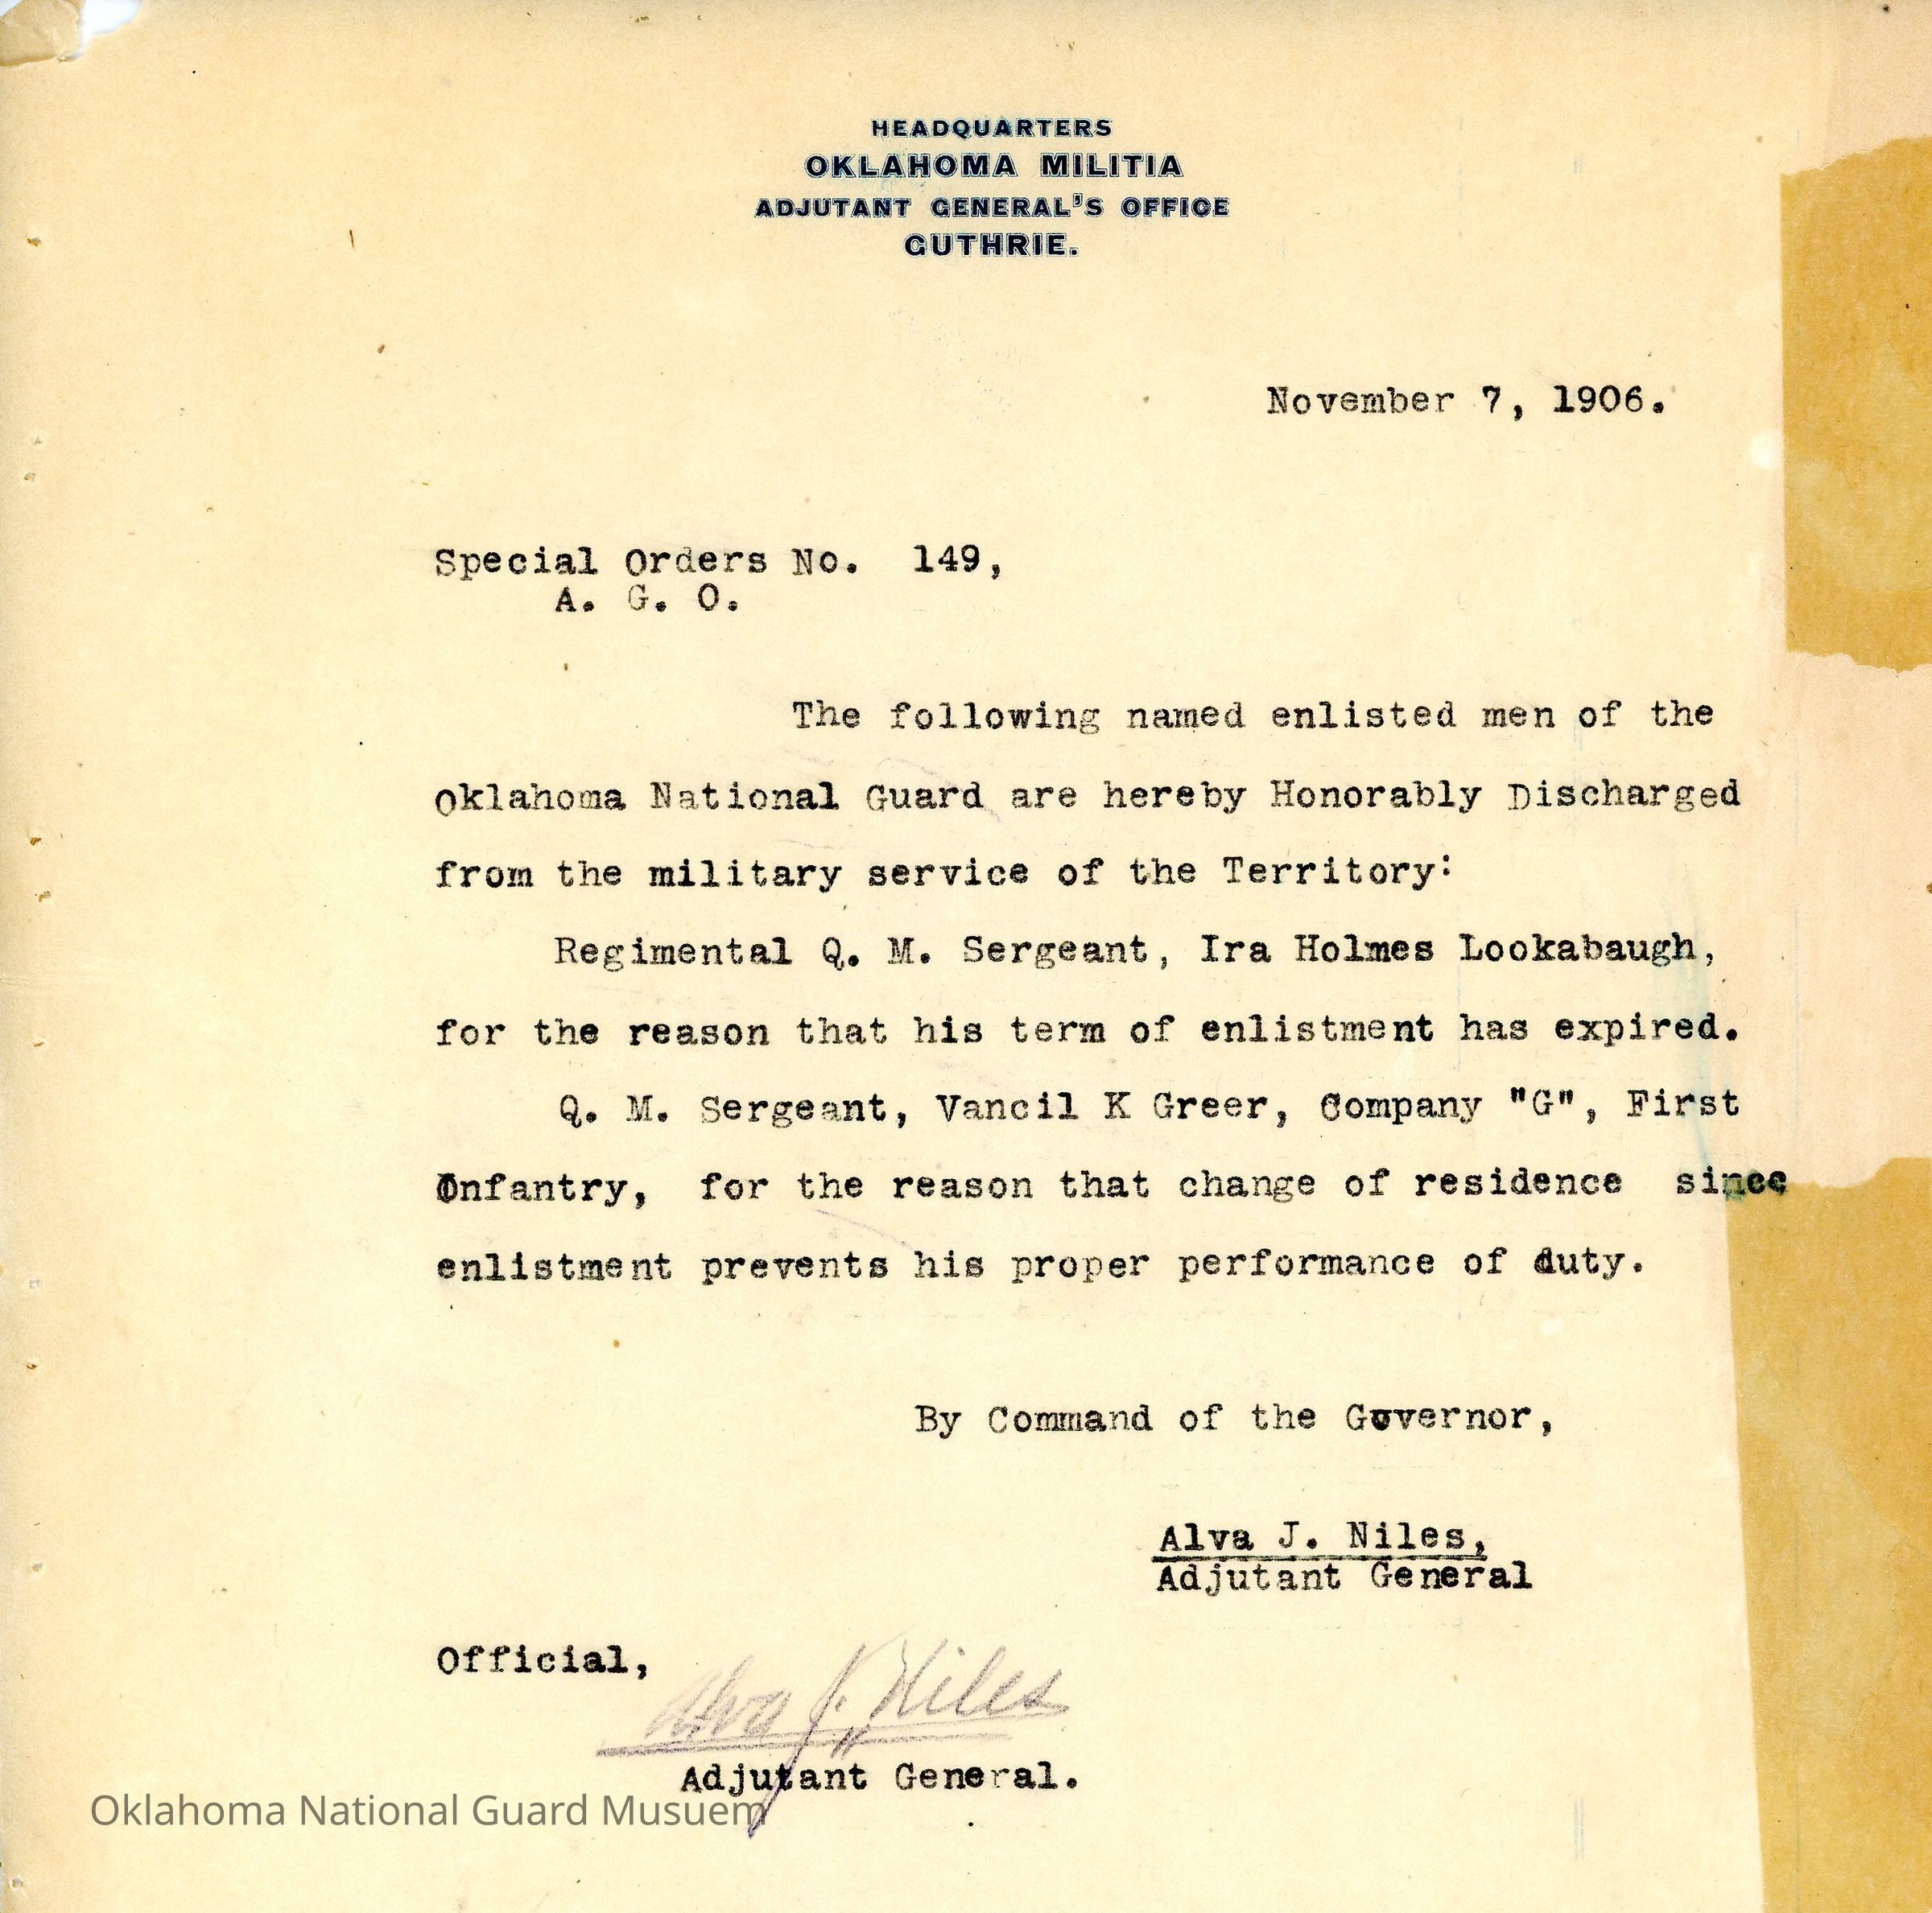 HEADQUARTERS
OKLAHOMA MILITIA
ADJUTANT GENERAL'S OFFICE
GUTHRIE.
November 7, 1906.
Special Orders No. 149,
A. G. O.
The following named enlisted men of the
Oklahoma National Guard are hereby Honorably Discharged
from the military service of the Territory:
Regimental Q. M. Sergeant, Ira Holmes Lookabaugh,
for the reason that his term of enlistment has expired.
Q. M. Sergeant, Vancil K Greer, Company "G", First
Infantry, for the reason that change of residence since
enlistment prevents his proper performance of duty.
By Command of the Governor,
Alva J. Niles,
Adjutant General
Official,
Alva J. Niles
Adjutant General.
Oklahoma National Guard Musuem